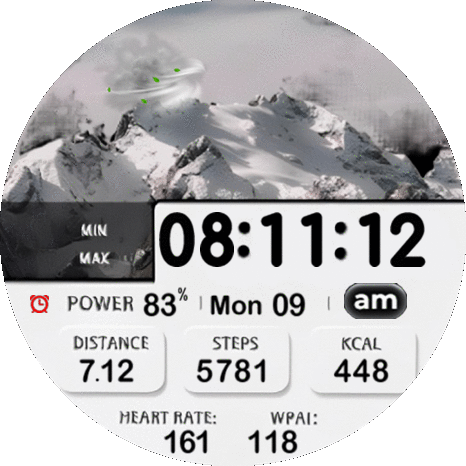 MIN
MAX
08:11:12
POWER 83% Mon 09 am
DISTANCE STEPS KCAL
7.12 5781 448
HEART RATE: WPAI:
161 118